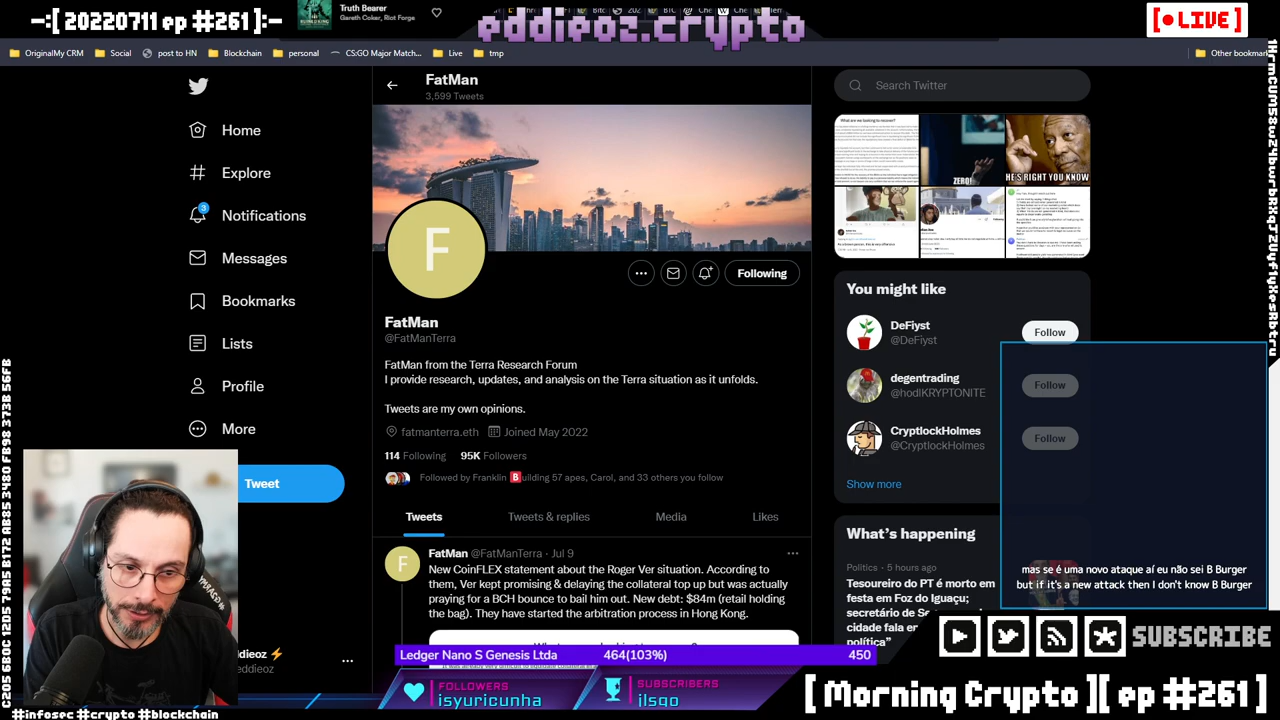 -:[ 20220711 ep #261]:-
Truth Bearer
Gareth Coker, Riot Forge
eddieoz.crypto
[● LIVE]
OriginalMy CRM
Social
post to HN
Blockchain
personal
CS:GO Major Match...
Live
tmp
Other bookmar
FatMan
3,599 Tweets
Search Twitter
Home
Explore
3
Notifications
Messages
Bookmarks
Lists
Profile
More
Tweet
F
Following
FatMan
@FatManTerra
FatMan from the Terra Research Forum
I provide research, updates, and analysis on the Terra situation as it unfolds.
Tweets are my own opinions.
fatmanterra.eth Joined May 2022
114 Following 95K Followers
Followed by Franklin 🅱uilding 57 apes, Carol, and 33 others you follow
Tweets
Tweets & replies
Media
Likes
F
FatMan @FatManTerra · Jul 9
New CoinFLEX statement about the Roger Ver situation. According to
them, Ver kept promising & delaying the collateral top up but was actually
praying for a BCH bounce to bail him out. New debt: $84m (retail holding
the bag). They have started the arbitration process in Hong Kong.
What are we looking to recover?
ZERO!
HE'S RIGHT YOU KNOW
You might like
DeFiyst
@DeFiyst
Follow
degentrading
@hodlKRYPTONITE
Follow
CryptlockHolmes
@CryptlockHolmes
Follow
Show more
What's happening
Politics · 5 hours ago
Tesoureiro do PT é morto em
festa em Foz do Iguaçu;
secretário de Se
cidade fala em
política"
mas se é uma novo ataque aí eu não sei B Burger
but if it's a new attack then I don't know B Burger
ddieoz ⚡
eddieoz
Ledger Nano S Genesis Ltda 464(103%) 450
FOLLOWERS
isyuricunha
SUBSCRIBERS
ilsgo
SUBSCRIBE
[ Morning Crypto ][ ep #261 ]
#infosec #crypto #blockchain